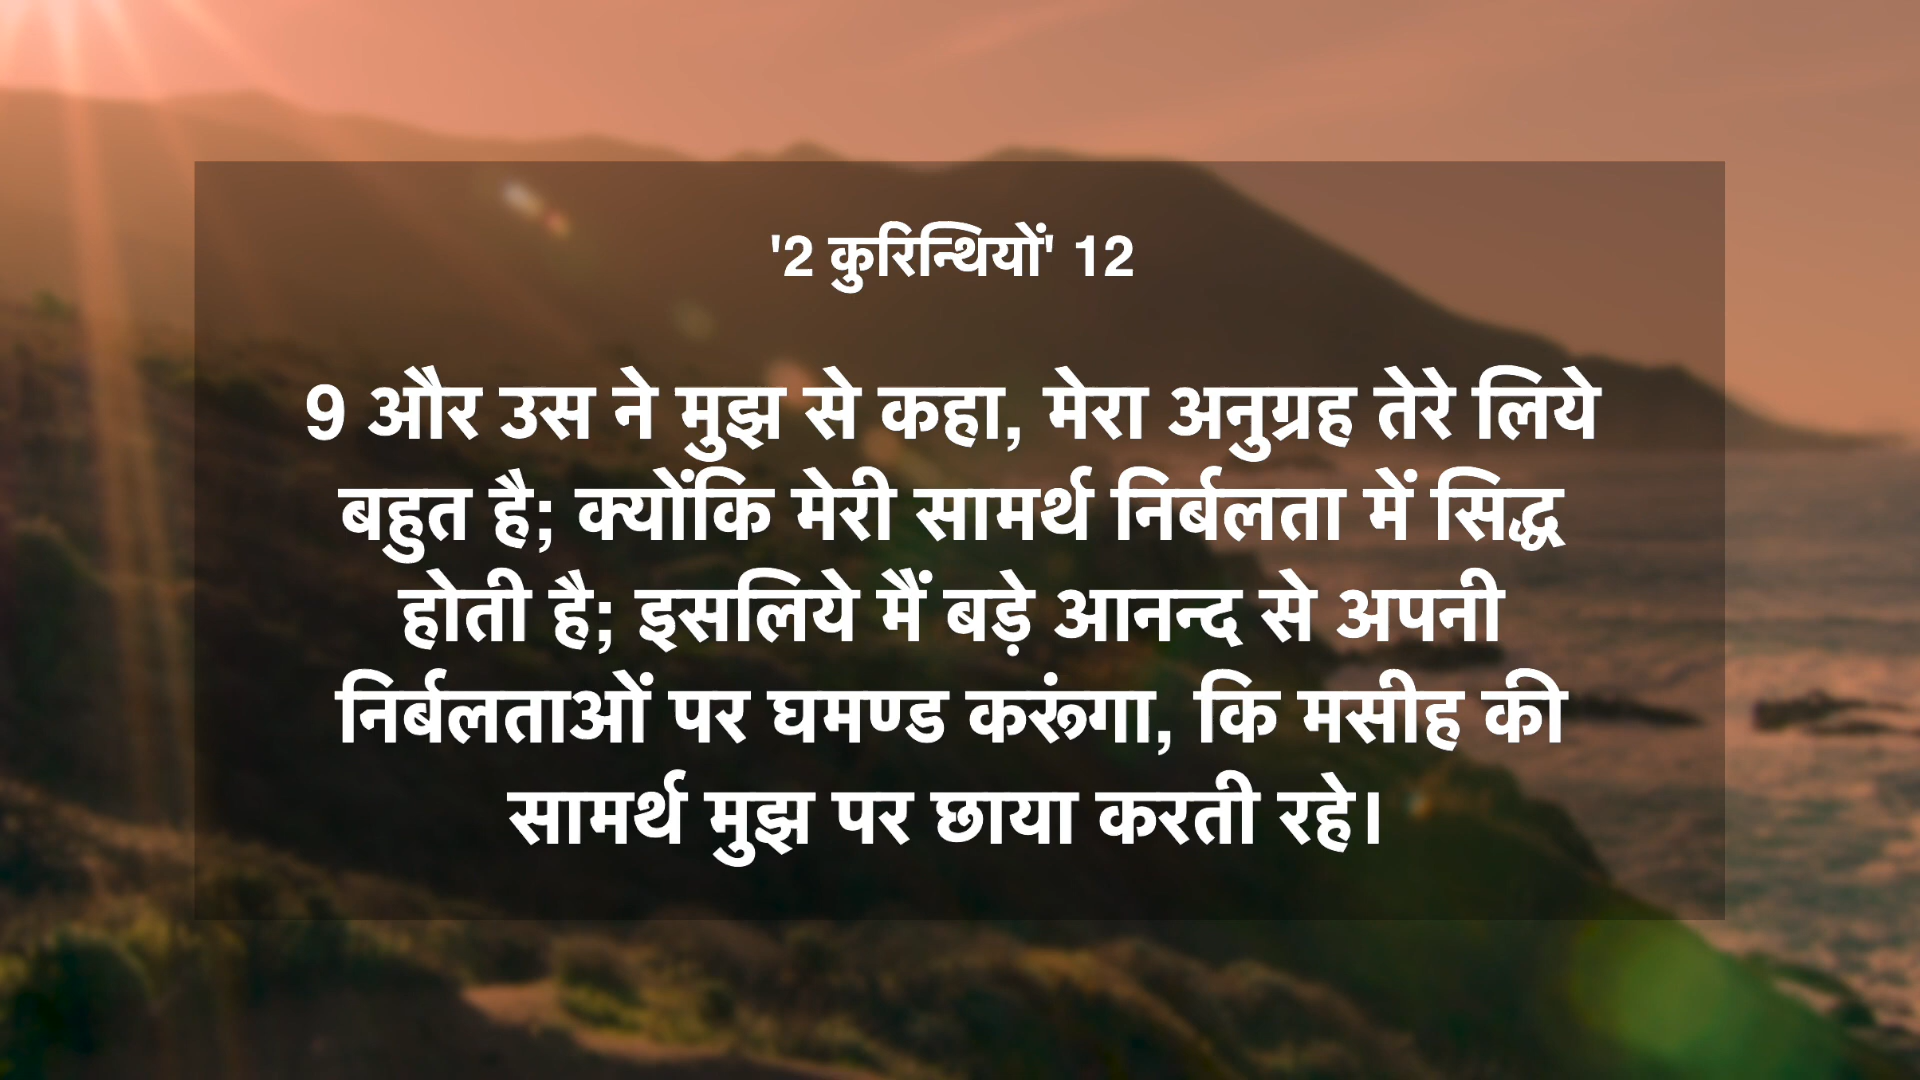 '2 कुरिन्थियों' 12
9 और उस ने मुझ से कहा, मेरा अनुग्रह तेरे लिये
बहुत है; क्योंकि मेरी सामर्थ निर्बलता में सिद्ध
होती है; इसलिये मैं बड़े आनन्द से अपनी
निर्बलताओं पर घमण्ड करूंगा, कि मसीह की
सामर्थ मुझ पर छाया करती रहे।